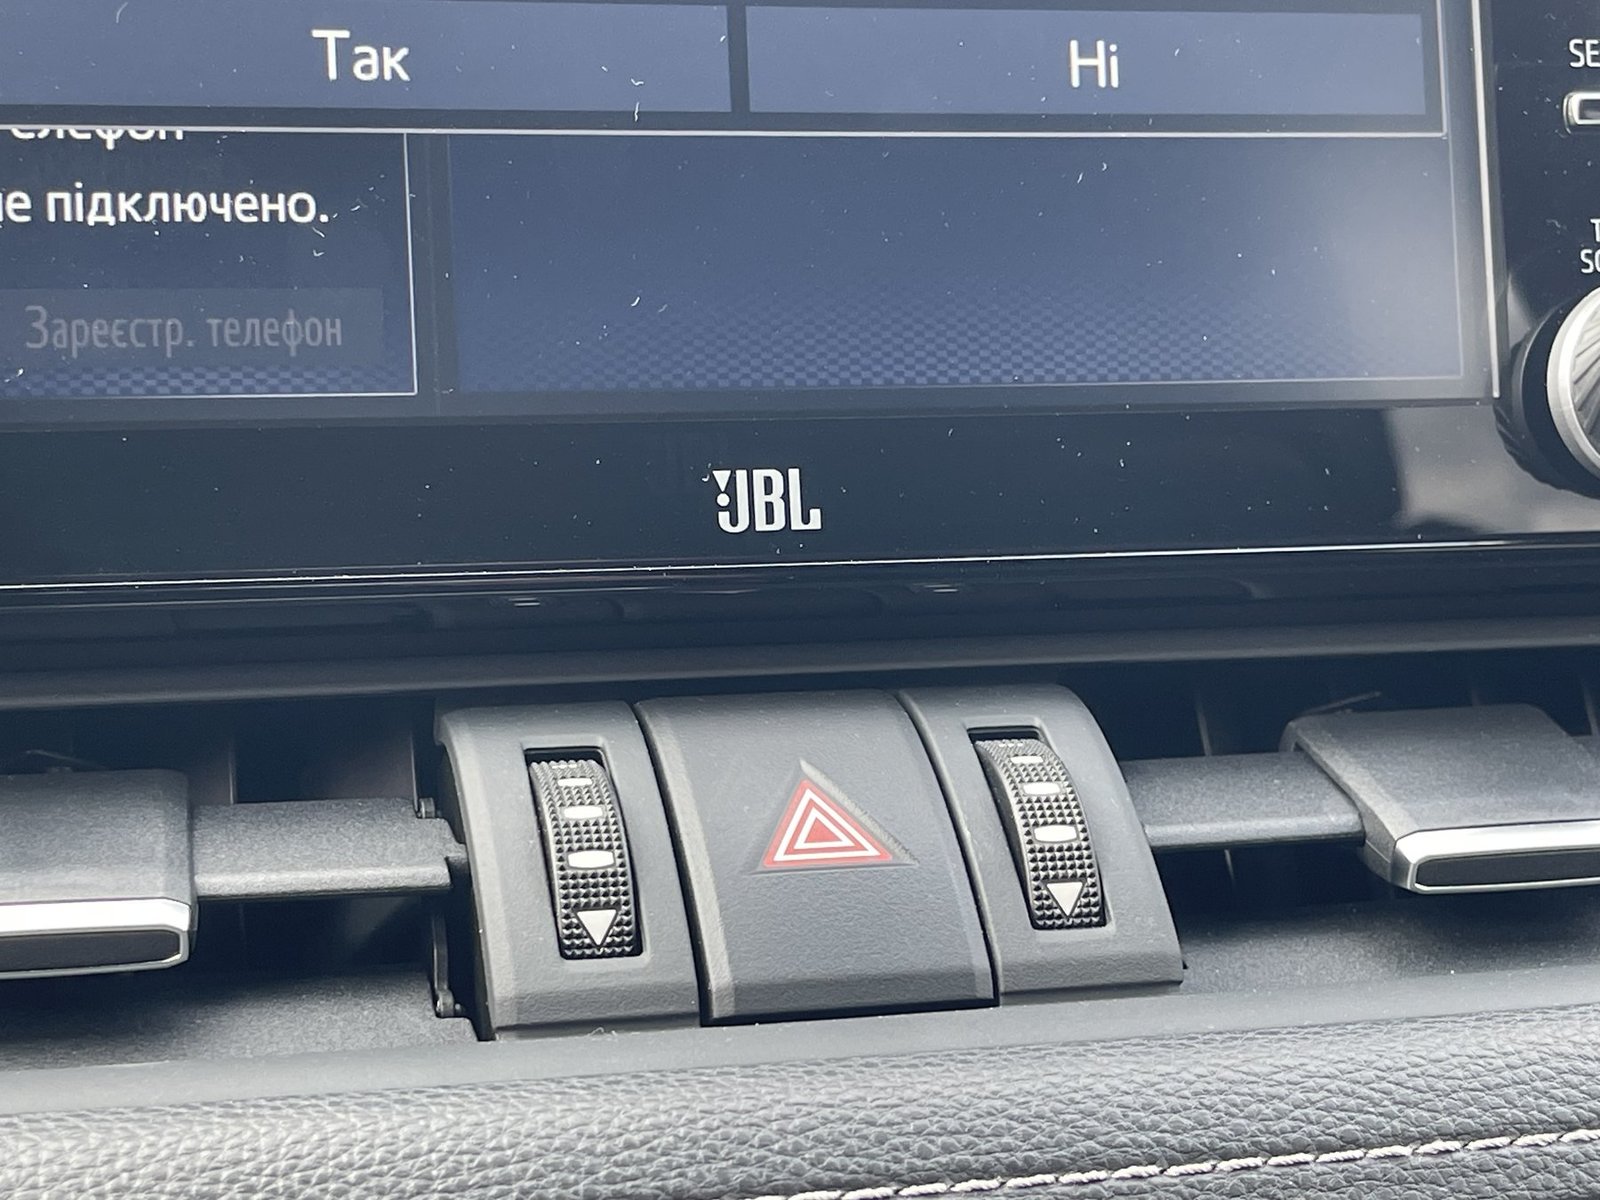 Так Ні
не підключено.
Зареєстр. телефон
JBL